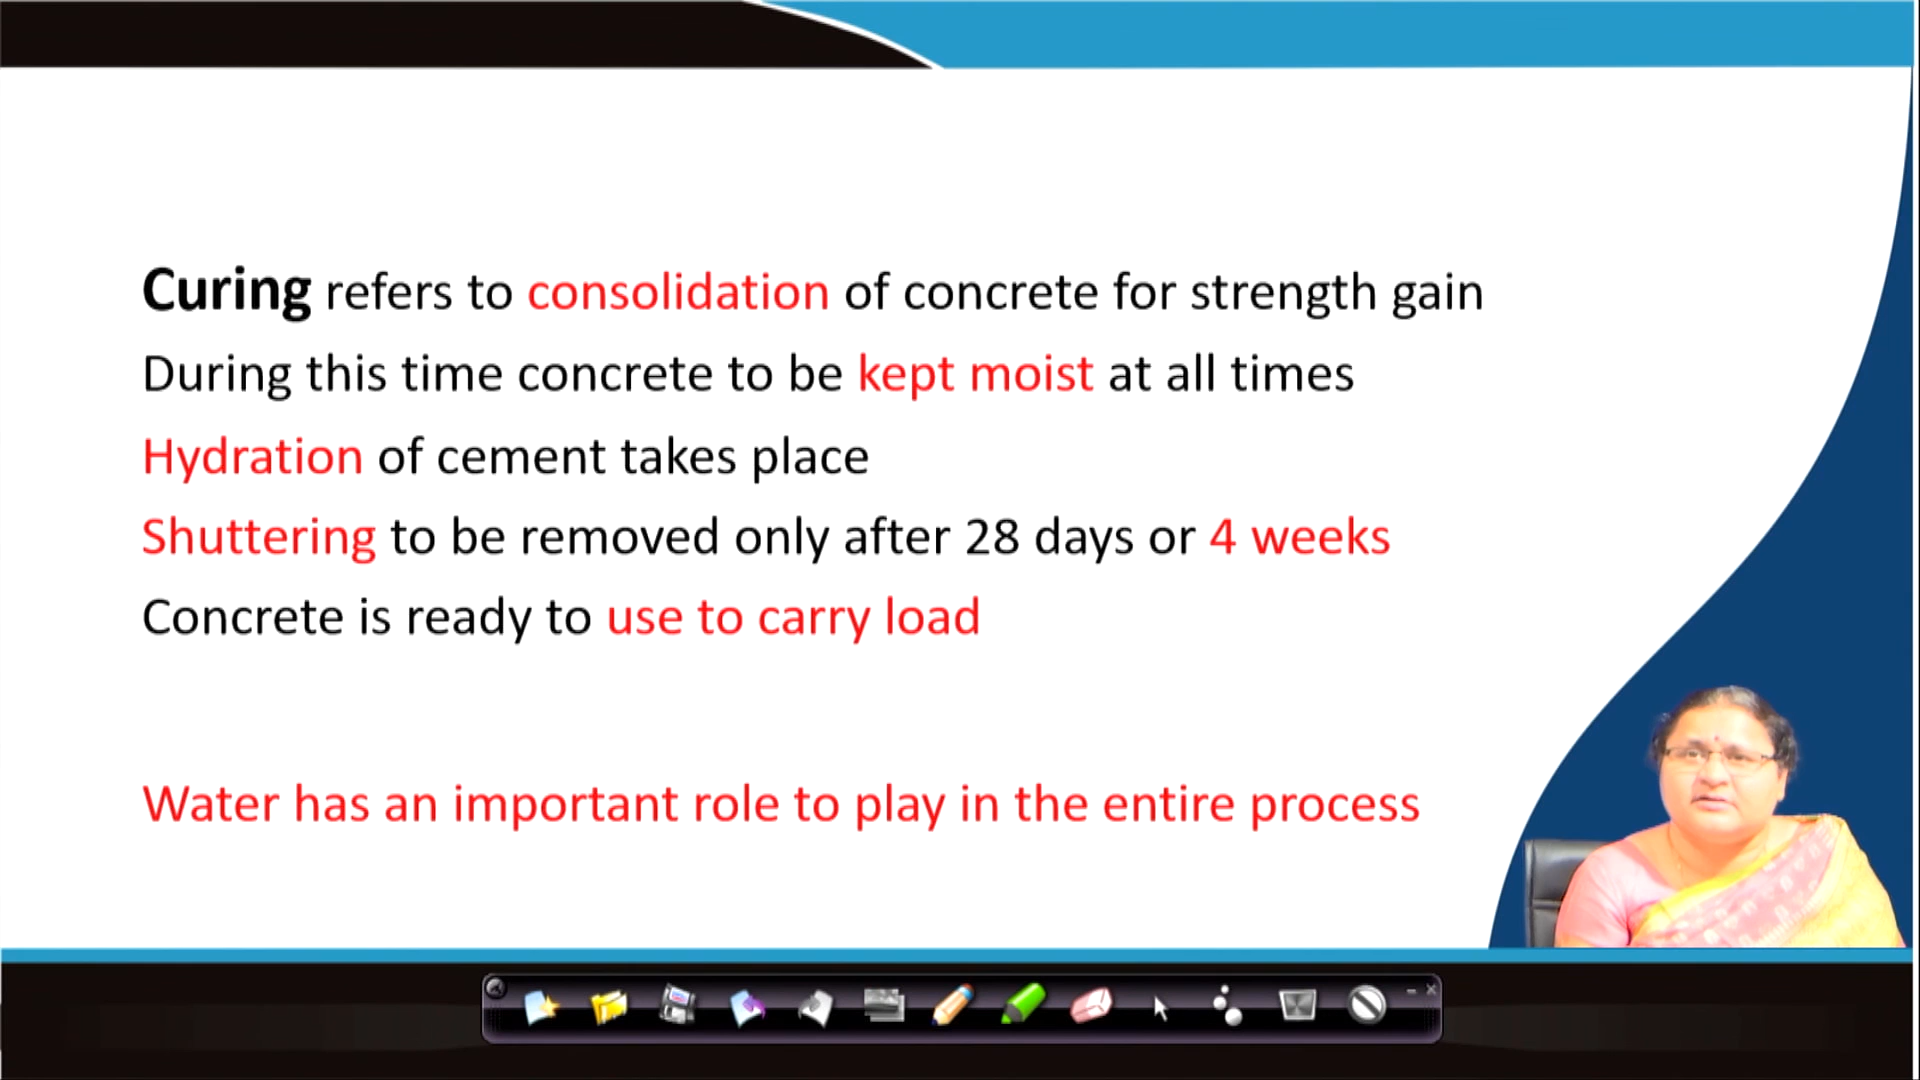 Curing refers to consolidation of concrete for strength gain
During this time concrete to be kept moist at all times
Hydration of cement takes place
Shuttering to be removed only after 28 days or 4 weeks
Concrete is ready to use to carry load
Water has an important role to play in the entire process